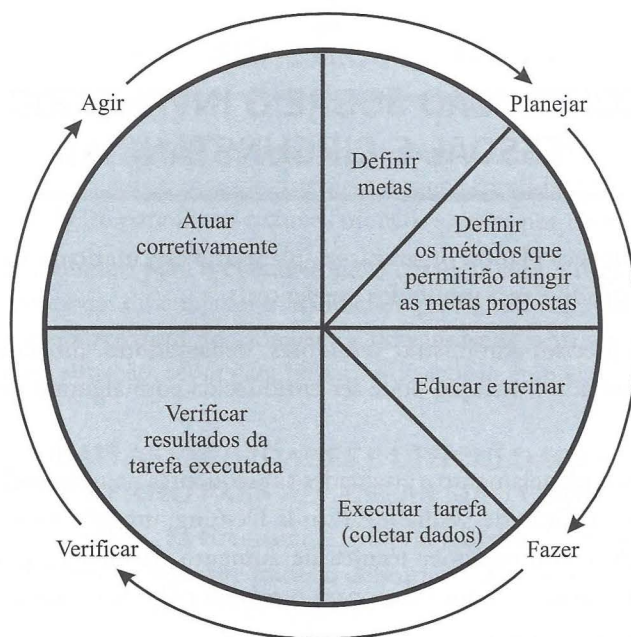 Agir
Planejar
Definir
metas
Definir
os métodos que
permitirão atingir
as metas propostas
Atuar
corretivamente
Educar e treinar
Verificar
resultados da
tarefa executada
Executar tarefa
(coletar dados)
Verificar
Fazer